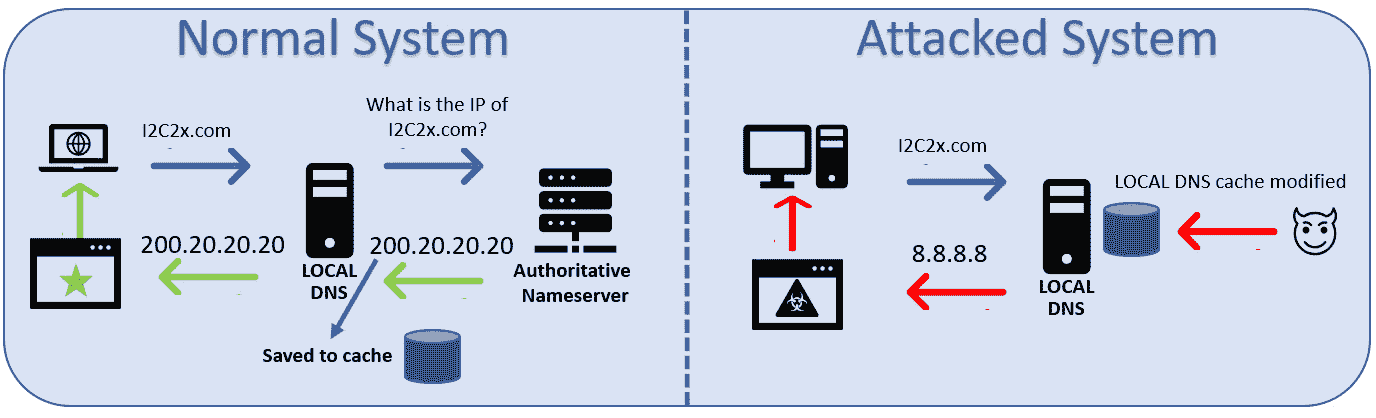 Normal System
I2C2x.com
What is the IP of
I2C2x.com?
200.20.20.20
LOCAL
DNS
200.20.20.20
Authoritative
Nameserver
Saved to cache
Attacked System
I2C2x.com
LOCAL DNS cache modified
8.8.8.8
LOCAL
DNS